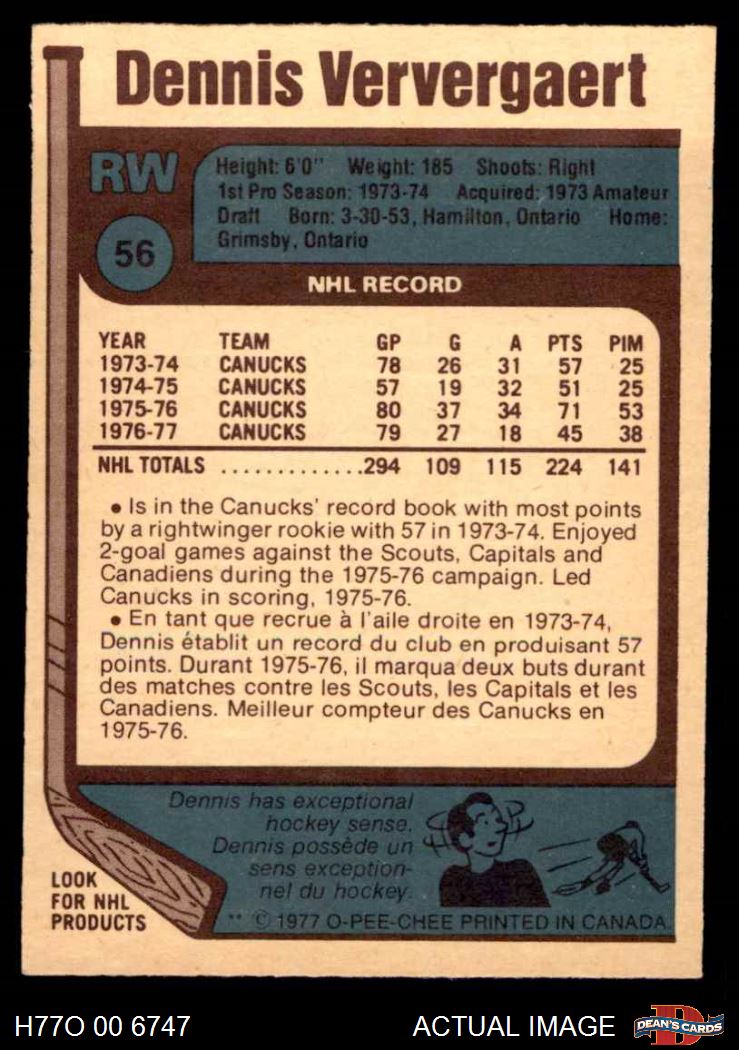 Dennis Ververgaert
RW
56
Height: 6'0" Weight: 185 Shoots: Right
1st Pro Season: 1973-74 Acquired: 1973 Amateur
Draft Born: 3-30-53, Hamilton, Ontario Home:
Grimsby, Ontario
NHL RECORD
YEAR TEAM GP G A PTS PIM
1973-74 CANUCKS 78 26 31 57 25
1974-75 CANUCKS 57 19 32 51 25
1975-76 CANUCKS 80 37 34 71 53
1976-77 CANUCKS 79 27 18 45 38
NHL TOTALS .............294 109 115 224 141
• Is in the Canucks' record book with most points
by a rightwinger rookie with 57 in 1973-74. Enjoyed
2-goal games against the Scouts, Capitals and
Canadiens during the 1975-76 campaign. Led
Canucks in scoring, 1975-76.
• En tant que recrue à l'aile droite en 1973-74,
Dennis établit un record du club en produisant 57
points. Durant 1975-76, il marqua deux buts durant
des matches contre les Scouts, les Capitals et les
Canadiens. Meilleur compteur des Canucks en
1975-76.
Dennis has exceptional
hockey sense.
Dennis possède un
sens exception-
nel du hockey.
LOOK
FOR NHL
PRODUCTS
** © 1977 O-PEE-CHEE PRINTED IN CANADA.
H77O 00 6747
ACTUAL IMAGE
D
DEAN'S CARDS